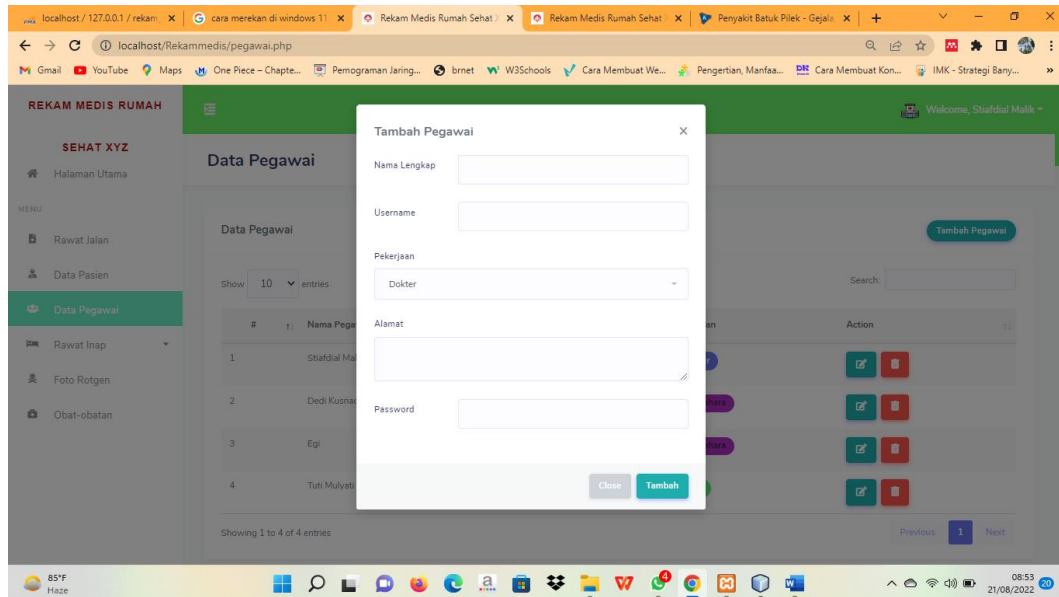 localhost / 127.0.0.1 / rekam_
cara merekan di windows 11
Rekam Medis Rumah Sehat
Rekam Medis Rumah Sehat
Penyakit Batuk Pilek - Gejala,
localhost/Rekammedis/pegawai.php
Gmail YouTube Maps One Piece – Chapte... Pemograman Jaring... brnet W3Schools Cara Membuat We... Pengertian, Manfaa... Cara Membuat Kon... IMK - Strategi Bany... »
REKAM MEDIS RUMAH
SEHAT XYZ
Welcome, Stiafdial Malik
Halaman Utama
MENU
Rawat Jalan
Data Pasien
Data Pegawai
Rawat Inap
Foto Rotgen
Obat-obatan
Data Pegawai
Data Pegawai
Tambah Pegawai
Show 10 entries
Search:
# Nama Pega an Action
1 Stiafdial Mal
2 Dedi Kusnad
3 Egi
4 Tuti Mulyati
Showing 1 to 4 of 4 entries
Previous 1 Next
Tambah Pegawai ×
Nama Lengkap
Username
Pekerjaan
Dokter
Alamat
Password
Close Tambah
85°F
Haze
4
08:53
21/08/2022
20